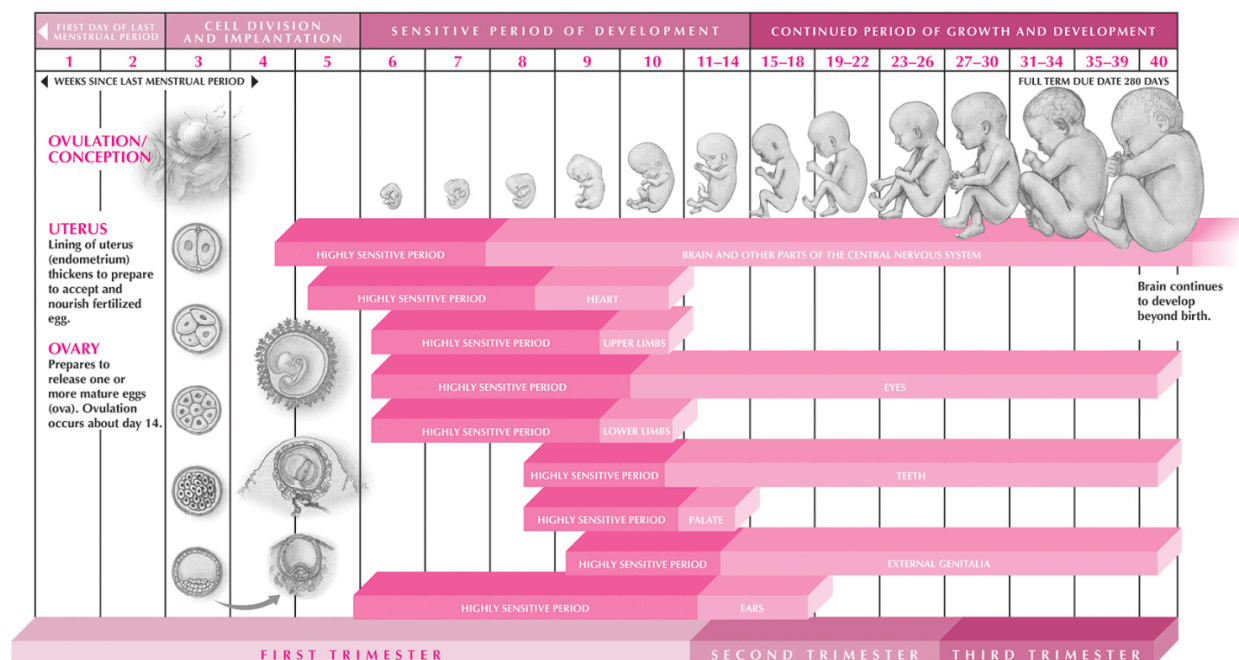 FIRST DAY OF LAST
MENSTRUAL PERIOD
CELL DIVISION
AND IMPLANTATION
SENSITIVE PERIOD OF DEVELOPMENT
CONTINUED PERIOD OF GROWTH AND DEVELOPMENT
1 2 3 4 5 6 7 8 9 10 11–14 15–18 19–22 23–26 27–30 31–34 35–39 40
WEEKS SINCE LAST MENSTRUAL PERIOD
FULL TERM DUE DATE 280 DAYS
OVULATION/
CONCEPTION
UTERUS
Lining of uterus
(endometrium)
thickens to prepare
to accept and
nourish fertilized
egg.
OVARY
Prepares to
release one or
more mature eggs
(ova). Ovulation
occurs about day 14.
HIGHLY SENSITIVE PERIOD BRAIN AND OTHER PARTS OF THE CENTRAL NERVOUS SYSTEM
Brain continues
to develop
beyond birth.
HIGHLY SENSITIVE PERIOD HEART
HIGHLY SENSITIVE PERIOD UPPER LIMBS
HIGHLY SENSITIVE PERIOD EYES
HIGHLY SENSITIVE PERIOD LOWER LIMBS
HIGHLY SENSITIVE PERIOD TEETH
HIGHLY SENSITIVE PERIOD PALATE
HIGHLY SENSITIVE PERIOD EXTERNAL GENITALIA
HIGHLY SENSITIVE PERIOD EARS
FIRST TRIMESTER SECOND TRIMESTER THIRD TRIMESTER